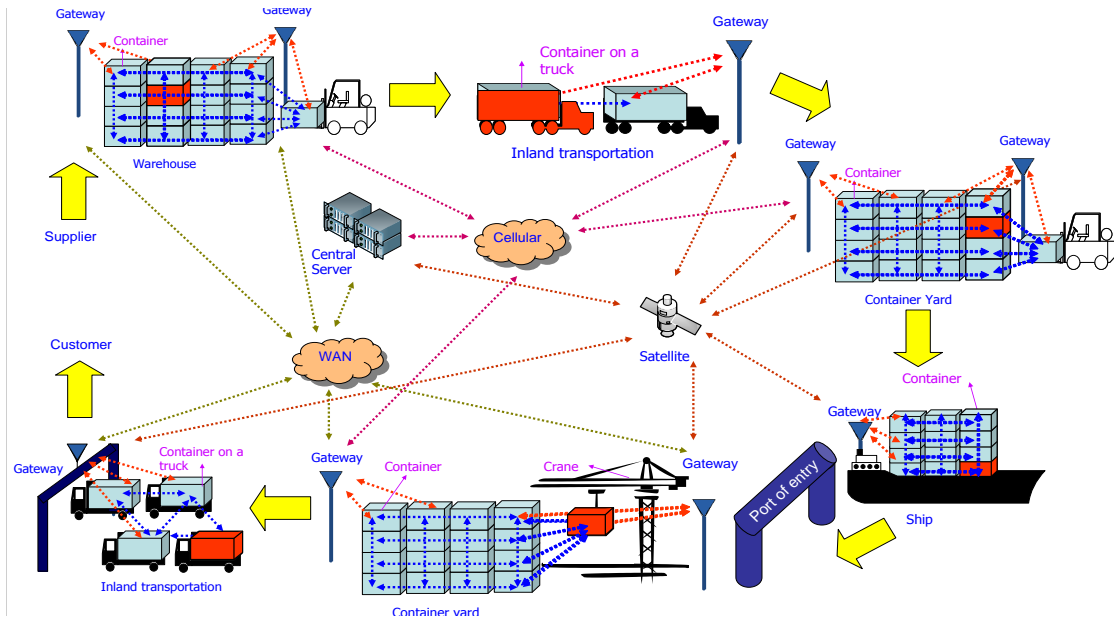 Gateway
Gateway
Container
Warehouse
Container on a
truck
Inland transportation
Gateway
Gateway
Gateway
Container
Container Yard
Supplier
Central
Server
Cellular
WAN
Satellite
Customer
Container
Gateway
Ship
Port of entry
Gateway
Container on a
truck
Inland transportation
Gateway
Container
Crane
Gateway
Container yard